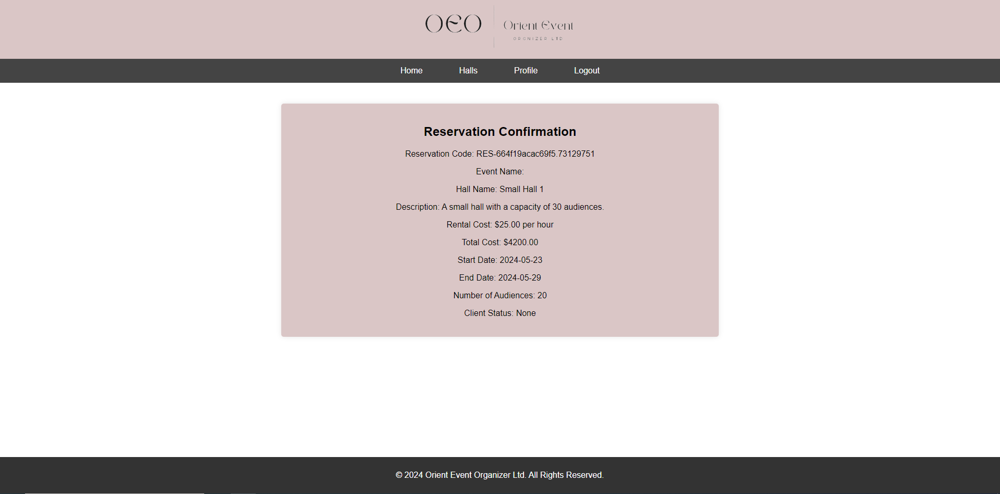 OEO
Orient Event
ORGNIZER LTD
Home Halls Profile Logout
Reservation Confirmation
Reservation Code: RES-664f19acac69f5.73129751
Event Name:
Hall Name: Small Hall 1
Description: A small hall with a capacity of 30 audiences.
Rental Cost: $25.00 per hour
Total Cost: $4200.00
Start Date: 2024-05-23
End Date: 2024-05-29
Number of Audiences: 20
Client Status: None
© 2024 Orient Event Organizer Ltd. All Rights Reserved.